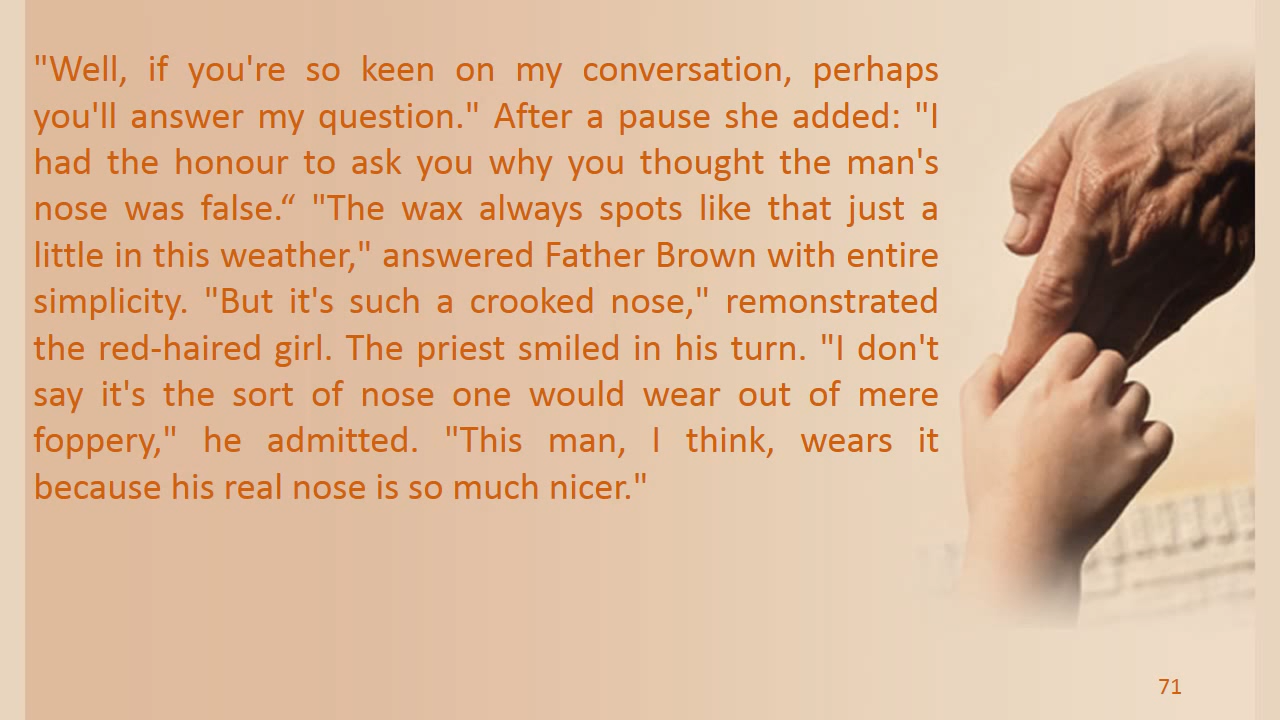 "Well, if you're so keen on my conversation, perhaps
you'll answer my question." After a pause she added: "I
had the honour to ask you why you thought the man's
nose was false.“ "The wax always spots like that just a
little in this weather," answered Father Brown with entire
simplicity. "But it's such a crooked nose," remonstrated
the red-haired girl. The priest smiled in his turn. "I don't
say it's the sort of nose one would wear out of mere
foppery," he admitted. "This man, I think, wears it
because his real nose is so much nicer."
71